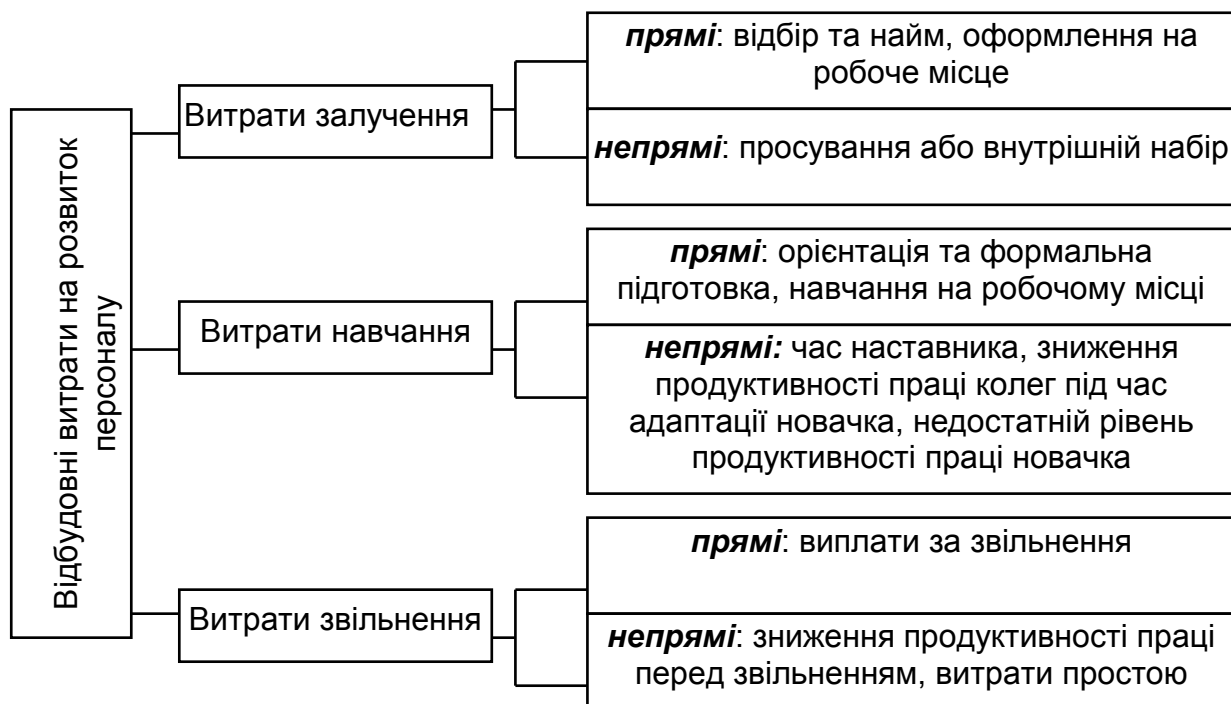 Відбудовні витрати на розвиток
персоналу
Витрати залучення
прямі: відбір та найм, оформлення на
робоче місце
непрямі: просування або внутрішній набір
Витрати навчання
прямі: орієнтація та формальна
підготовка, навчання на робочому місці
непрямі: час наставника, зниження
продуктивності праці колег під час
адаптації новачка, недостатній рівень
продуктивності праці новачка
Витрати звільнення
прямі: виплати за звільнення
непрямі: зниження продуктивності праці
перед звільненням, витрати простою